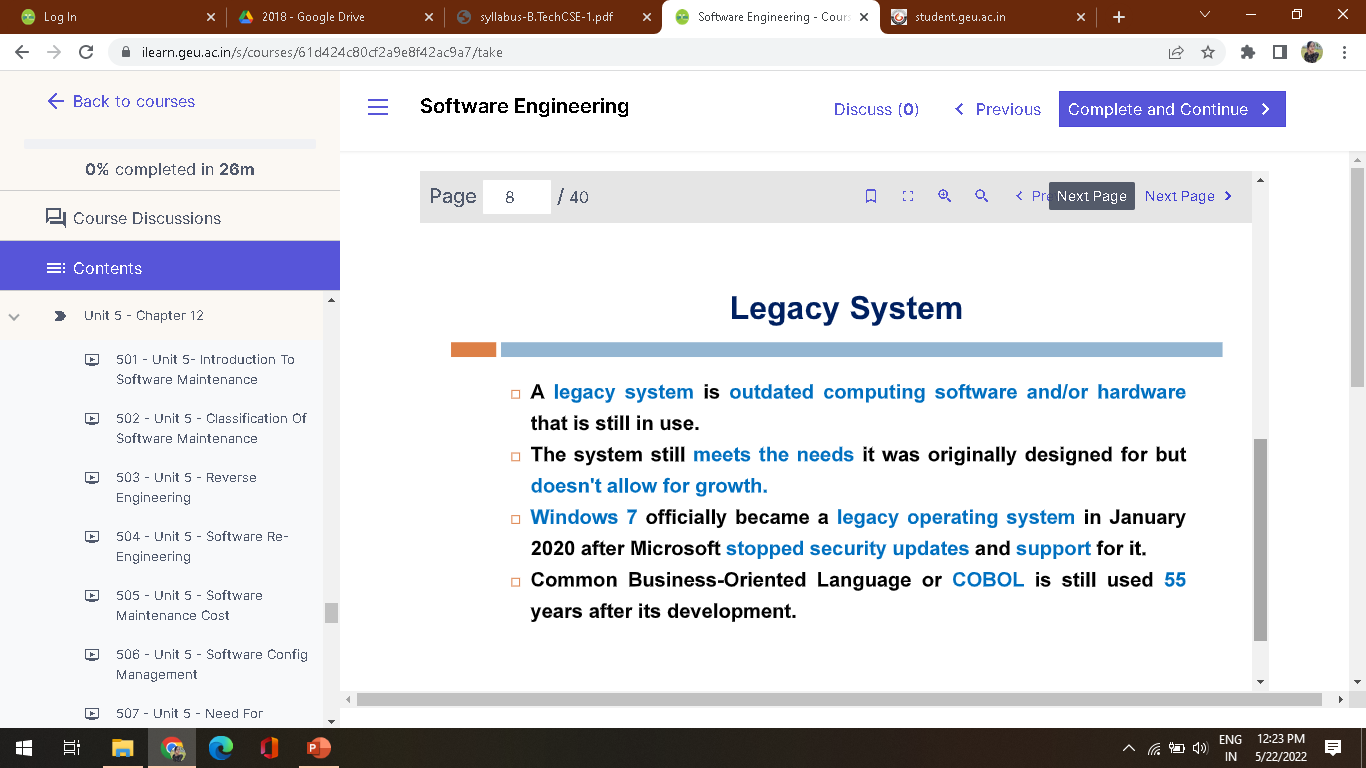 Log In
2018 - Google Drive
syllabus-B.TechCSE-1.pdf
Software Engineering - Cour
student.geu.ac.in
ilearn.geu.ac.in/s/courses/61d424c80cf2a9e8f42ac9a7/take
Back to courses
0% completed in 26m
Course Discussions
Contents
Unit 5 - Chapter 12
501 - Unit 5- Introduction To
Software Maintenance
502 - Unit 5 - Classification Of
Software Maintenance
503 - Unit 5 - Reverse
Engineering
504 - Unit 5 - Software Re-
Engineering
505 - Unit 5 - Software
Maintenance Cost
506 - Unit 5 - Software Config
Management
507 - Unit 5 - Need For
Software Engineering
Discuss (0)
Previous
Complete and Continue
Page 8 / 40
Pre
Next Page
Next Page
Legacy System
A legacy system is outdated computing software and/or hardware
that is still in use.
The system still meets the needs it was originally designed for but
doesn't allow for growth.
Windows 7 officially became a legacy operating system in January
2020 after Microsoft stopped security updates and support for it.
Common Business-Oriented Language or COBOL is still used 55
years after its development.
ENG
IN
12:23 PM
5/22/2022